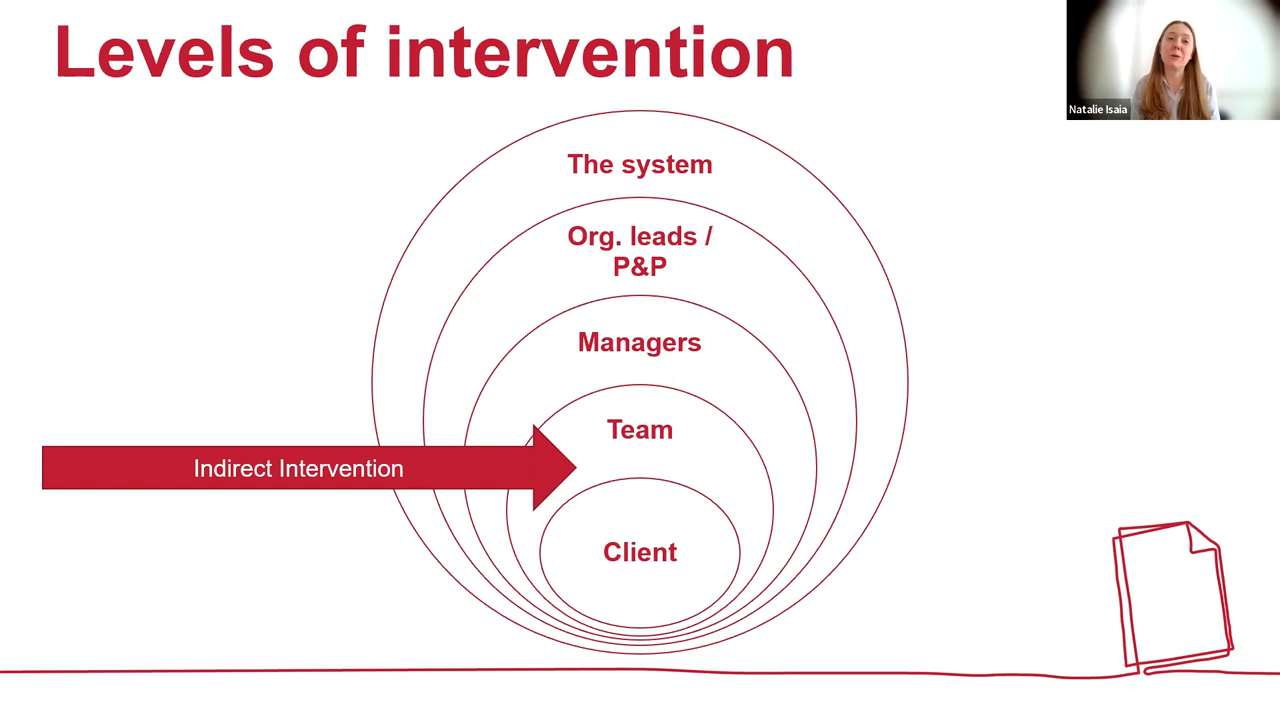 Levels of intervention
Natalie Isaia
The system
Org. leads /
P&P
Managers
Team
Indirect Intervention
Client